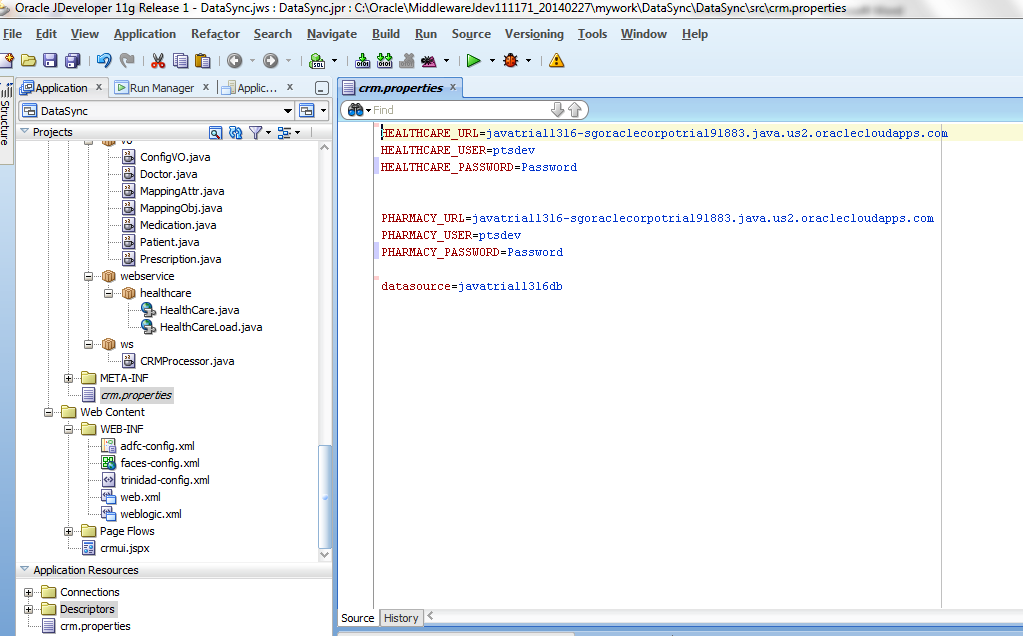 Oracle JDeveloper 11g Release 1 - DataSync.jws : DataSync.jpr : C:\Oracle\MiddlewareJdev111171_20140227\mywork\DataSync\DataSync\src\crm.properties
File Edit View Application Refactor Search Navigate Build Run Source Versioning Tools Window Help
Structure
Application
Run Manager
Applic...
DataSync
Projects
vo
ConfigVO.java
Doctor.java
MappingAttr.java
MappingObj.java
Medication.java
Patient.java
Prescription.java
webservice
healthcare
HealthCare.java
HealthCareLoad.java
ws
CRMProcessor.java
META-INF
crm.properties
Web Content
WEB-INF
adfc-config.xml
faces-config.xml
trinidad-config.xml
web.xml
weblogic.xml
Page Flows
crmui.jspx
Application Resources
Connections
Descriptors
crm.properties
crm.properties
Find
HEALTHCARE_URL=javatrial1316-sgoraclecorpotrial91883.java.us2.oraclecloudapps.com
HEALTHCARE_USER=ptsdev
HEALTHCARE_PASSWORD=Password
PHARMACY_URL=javatrial1316-sgoraclecorpotrial91883.java.us2.oraclecloudapps.com
PHARMACY_USER=ptsdev
PHARMACY_PASSWORD=Password
datasource=javatrial1316db
Source History